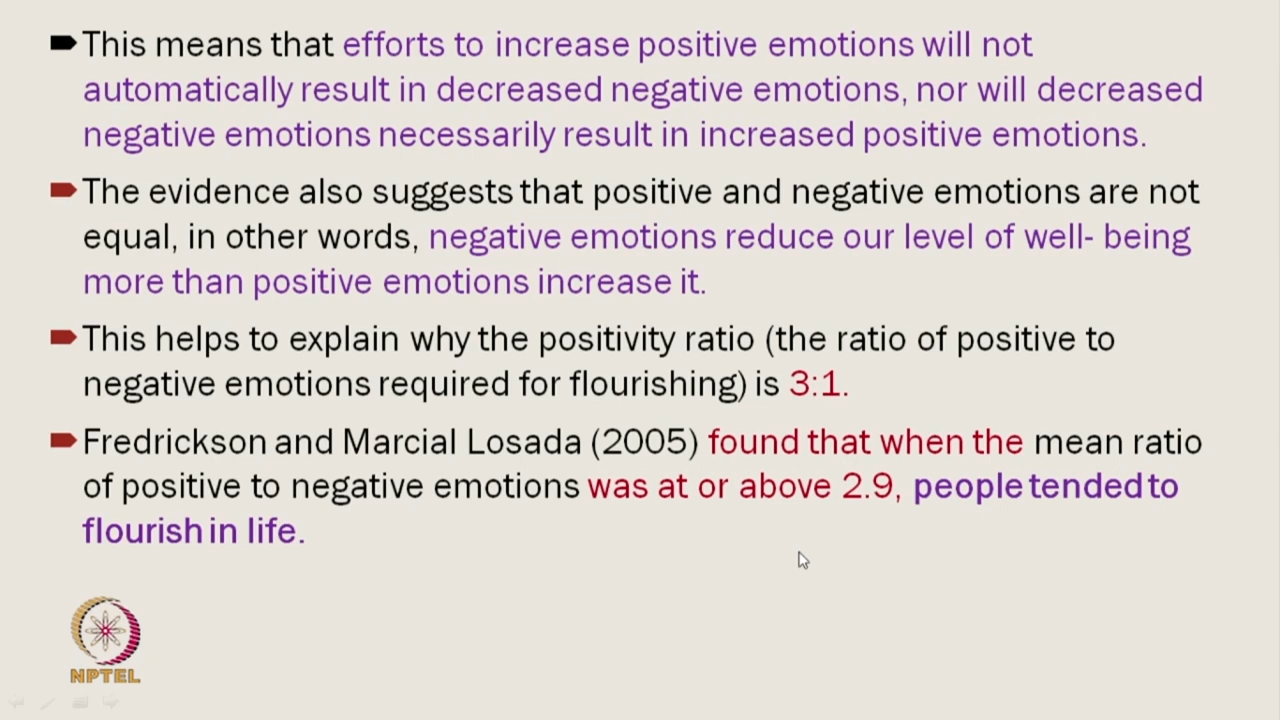 This means that efforts to increase positive emotions will not
automatically result in decreased negative emotions, nor will decreased
negative emotions necessarily result in increased positive emotions.
The evidence also suggests that positive and negative emotions are not
equal, in other words, negative emotions reduce our level of well- being
more than positive emotions increase it.
This helps to explain why the positivity ratio (the ratio of positive to
negative emotions required for flourishing) is 3:1.
Fredrickson and Marcial Losada (2005) found that when the mean ratio
of positive to negative emotions was at or above 2.9, people tended to
flourish in life.
NPTEL